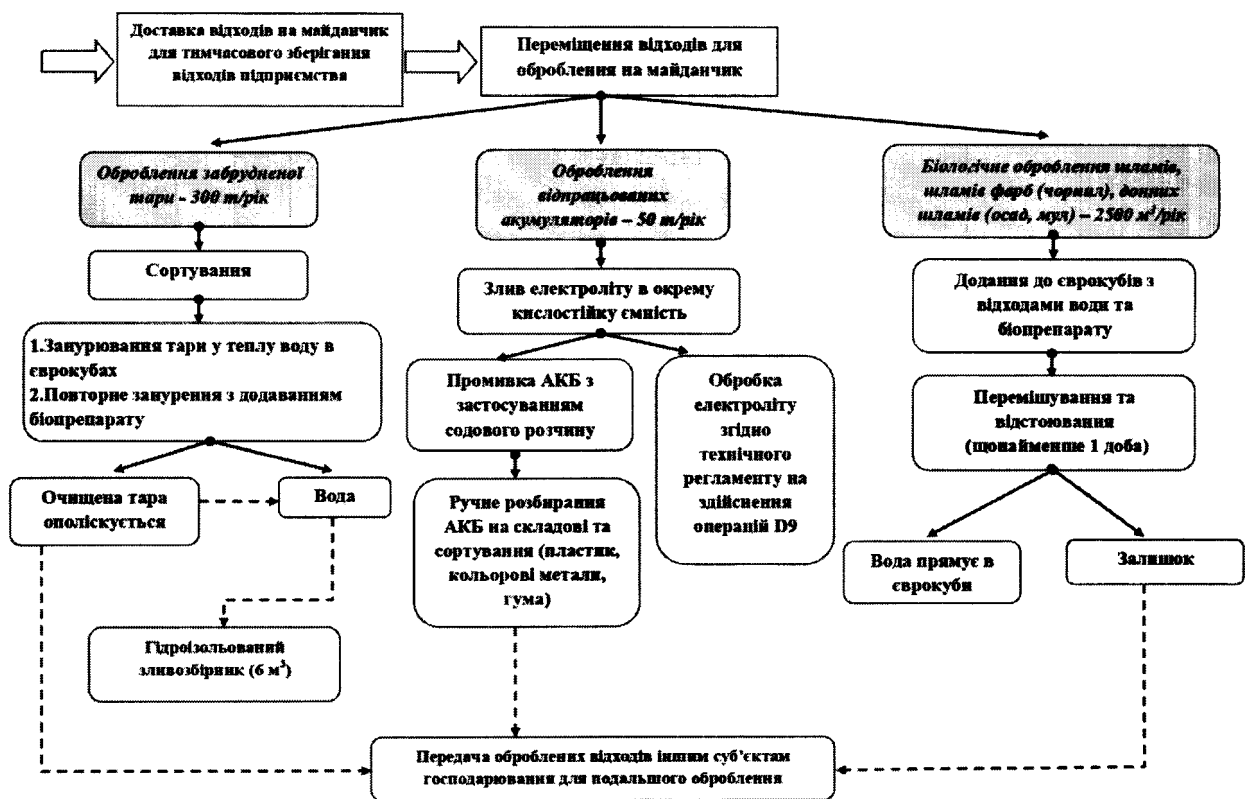 Доставка відходів на майданчик
для тимчасового зберігання
відходів підприємства
Переміщення відходів для
оброблення на майданчик
Оброблення забрудненої
тари - 300 т/рік
Сортування
1.Занурювання тари у теплу воду в
єврокубах
2.Повторне занурення з додаванням
біопрепарату
Очищена тара
ополіскується
Вода
Гідроізольований
зливозбірник (6 м³)
Оброблення
відпрацьованих
акумуляторів – 50 т/рік
Злив електроліту в окрему
кислостійку ємність
Промивка АКБ з
застосуванням
содового розчину
Ручне розбирання
АКБ на складові та
сортування (пластик,
кольорові метали,
гума)
Обробка
електроліту
згідно
технічного
регламенту на
здійснення
операцій D9
Біологічне оброблення шламів,
шламів фарб (чорнил), донних
шламів (осад, мул) – 2500 м³/рік
Додання до єврокубів з
відходами води та
біопрепарату
Перемішування та
відстоювання
(щонайменше 1 доба)
Вода прямує в
єврокуби
Залишок
Передача оброблених відходів іншим суб’єктам
господарювання для подальшого оброблення